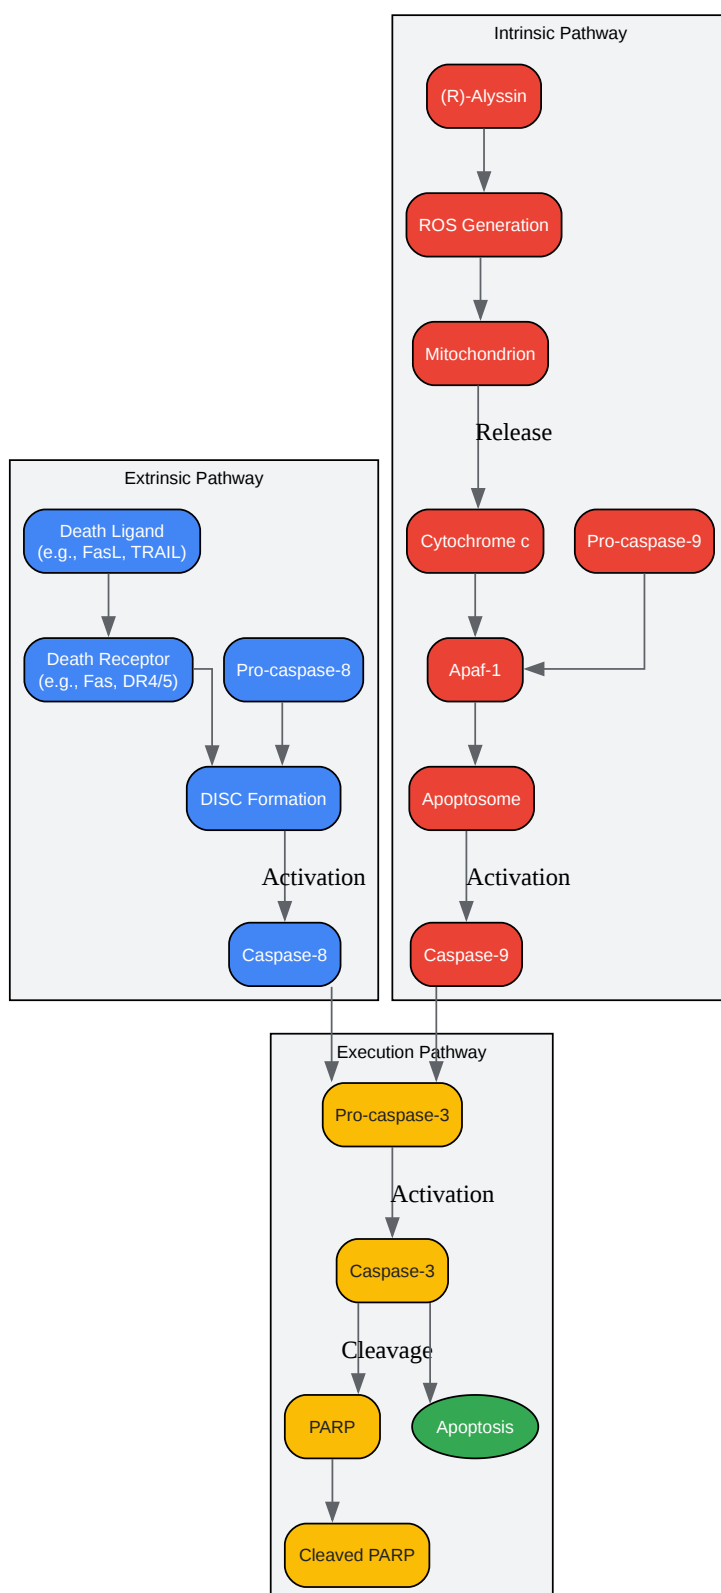 Intrinsic Pathway
(R)-Alyssin
ROS Generation
Mitochondrion
Release
Extrinsic Pathway
Death Ligand
(e.g., FasL, TRAIL)
Cytochrome c
Pro-caspase-9
Death Receptor
(e.g., Fas, DR4/5)
Pro-caspase-8
Apaf-1
DISC Formation
Apoptosome
Activation
Activation
Caspase-8
Caspase-9
Execution Pathway
Pro-caspase-3
Activation
Caspase-3
Cleavage
PARP
Apoptosis
Cleaved PARP